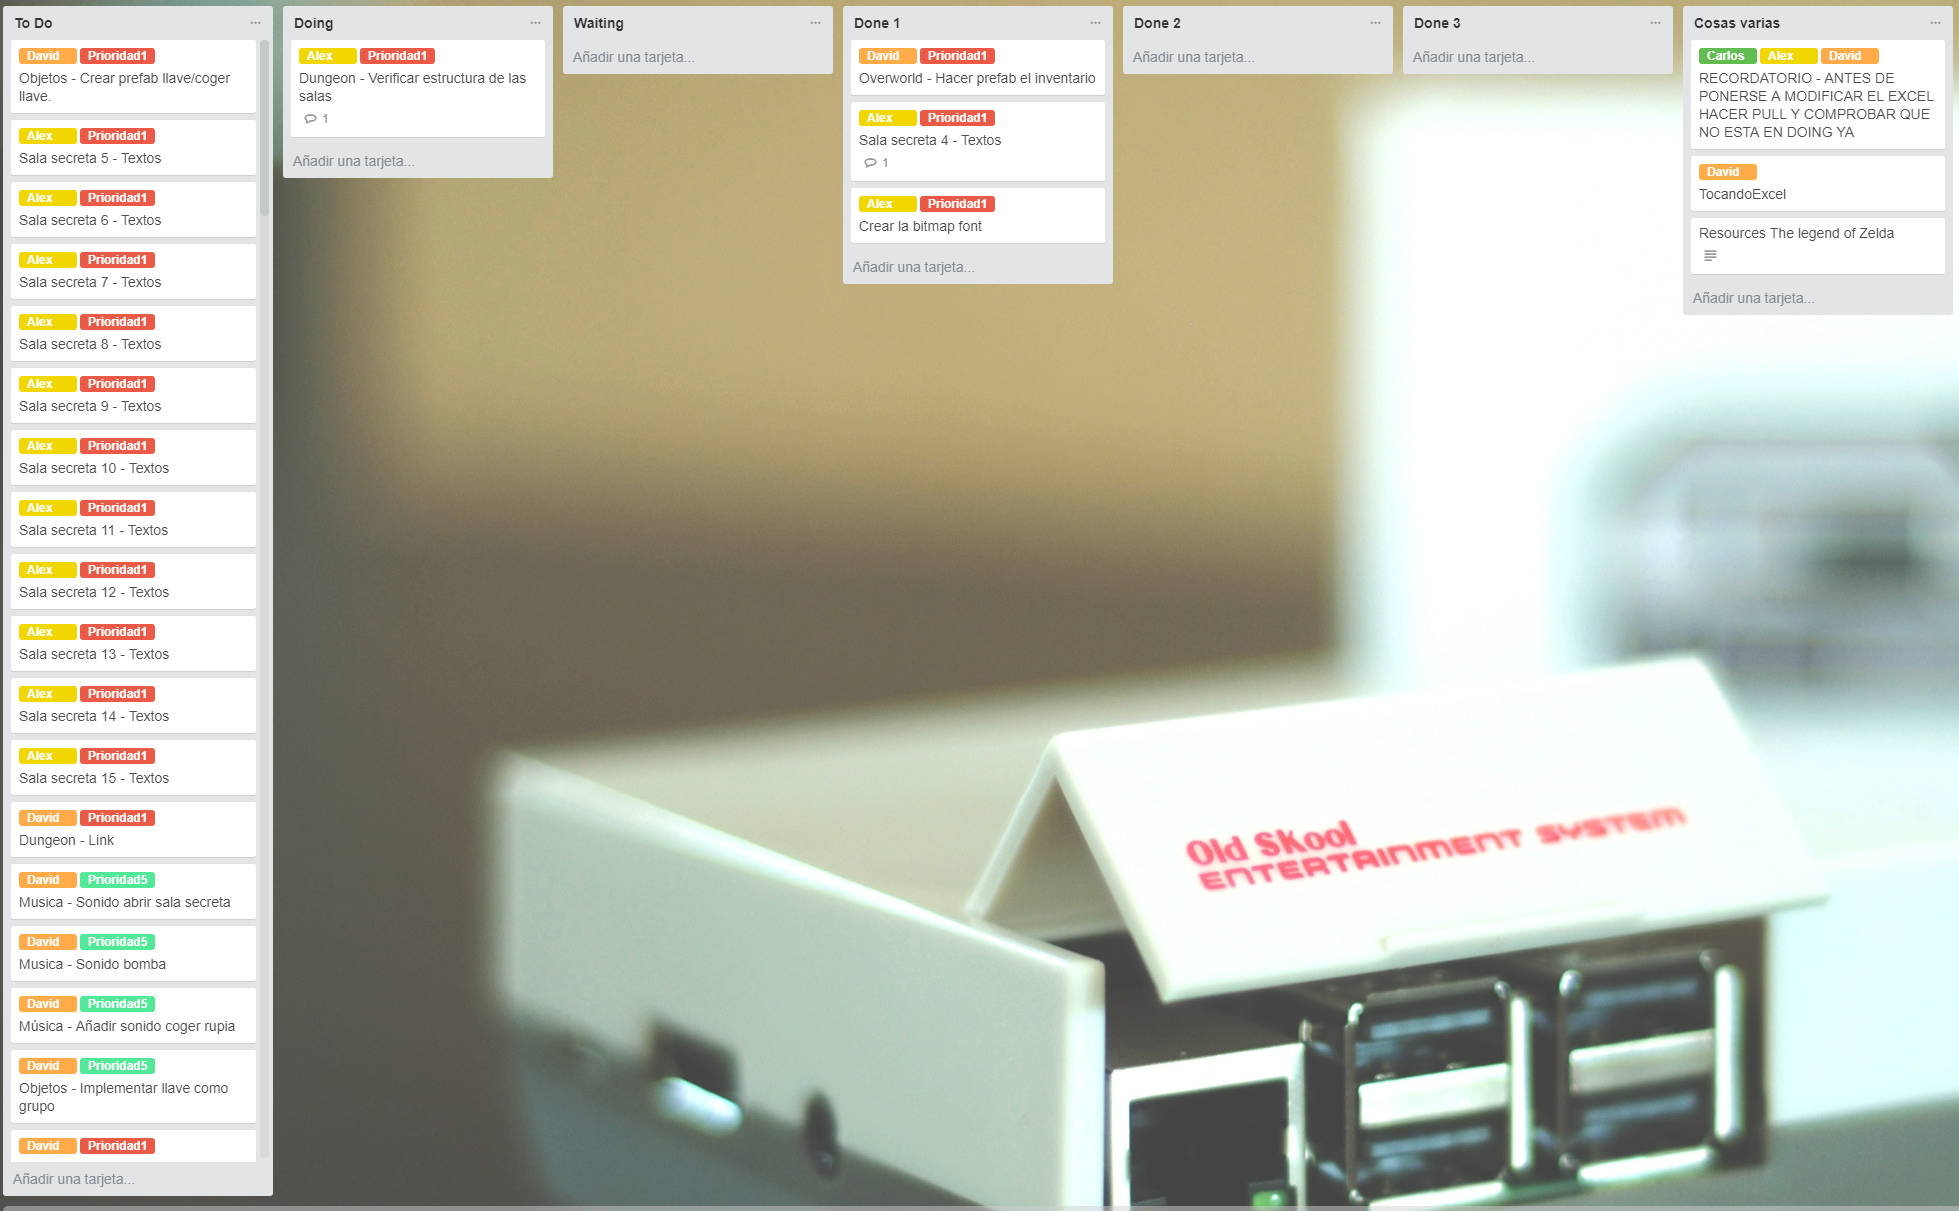 To Do
David Prioridad1
Objetos - Crear prefab llave/coger
llave.
Alex Prioridad1
Sala secreta 5 - Textos
Alex Prioridad1
Sala secreta 6 - Textos
Alex Prioridad1
Sala secreta 7 - Textos
Alex Prioridad1
Sala secreta 8 - Textos
Alex Prioridad1
Sala secreta 9 - Textos
Alex Prioridad1
Sala secreta 10 - Textos
Alex Prioridad1
Sala secreta 11 - Textos
Alex Prioridad1
Sala secreta 12 - Textos
Alex Prioridad1
Sala secreta 13 - Textos
Alex Prioridad1
Sala secreta 14 - Textos
Alex Prioridad1
Sala secreta 15 - Textos
David Prioridad1
Dungeon - Link
David Prioridad5
Musica - Sonido abrir sala secreta
David Prioridad5
Musica - Sonido bomba
David Prioridad5
Música - Añadir sonido coger rupia
David Prioridad5
Objetos - Implementar llave como
grupo
David Prioridad1
Añadir una tarjeta...
Doing
Alex Prioridad1
Dungeon - Verificar estructura de las
salas
1
Añadir una tarjeta...
Waiting
Añadir una tarjeta...
Done 1
David Prioridad1
Overworld - Hacer prefab el inventario
Alex Prioridad1
Sala secreta 4 - Textos
1
Alex Prioridad1
Crear la bitmap font
Añadir una tarjeta...
Done 2
Añadir una tarjeta...
Done 3
Añadir una tarjeta...
Cosas varias
Carlos Alex David
RECORDATORIO - ANTES DE
PONERSE A MODIFICAR EL EXCEL
HACER PULL Y COMPROBAR QUE
NO ESTA EN DOING YA
David
TocandoExcel
Resources The legend of Zelda
Añadir una tarjeta...
Old Skool
ENTERTAINMENT SYSTEM